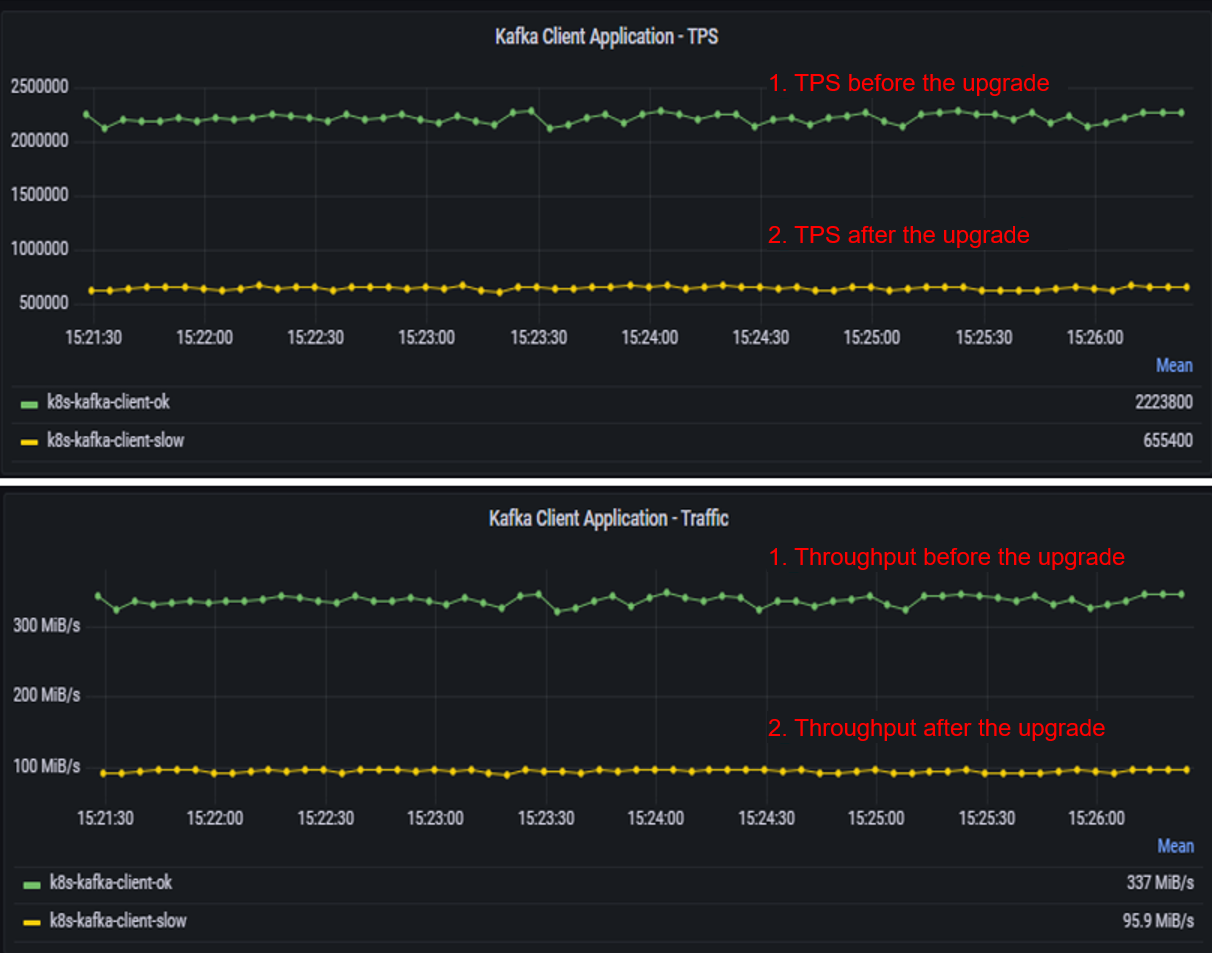 Kafka Client Application - TPS
1. TPS before the upgrade
2500000
2000000
1500000
2. TPS after the upgrade
1000000
500000
15:21:30 15:22:00 15:22:30 15:23:00 15:23:30 15:24:00 15:24:30 15:25:00 15:25:30 15:26:00
Mean
k8s-kafka-client-ok 2223800
k8s-kafka-client-slow 655400
Kafka Client Application - Traffic
1. Throughput before the upgrade
300 MiB/s
200 MiB/s
2. Throughput after the upgrade
100 MiB/s
15:21:30 15:22:00 15:22:30 15:23:00 15:23:30 15:24:00 15:24:30 15:25:00 15:25:30 15:26:00
Mean
k8s-kafka-client-ok 337 MiB/s
k8s-kafka-client-slow 95.9 MiB/s